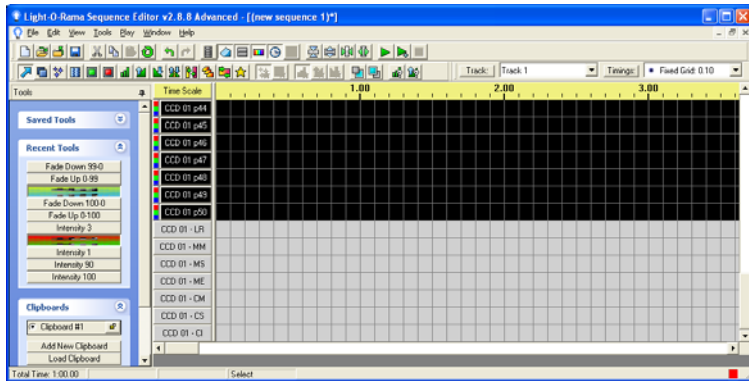 Light-O-Rama Sequence Editor v2.8.8 Advanced - [(new sequence 1)*]
File Edit View Tools Play Window Help
Track: Track 1 Timings: Fixed Grid: 0.10
Tools
Time Scale 1.00 2.00 3.00
Saved Tools
Recent Tools
Fade Down 99-0
Fade Up 0-99
Fade Down 100-0
Fade Up 0-100
Intensity 3
Intensity 1
Intensity 90
Intensity 100
Clipboards
Clipboard #1
Add New Clipboard
Load Clipboard
CCD 01 p44
CCD 01 p45
CCD 01 p46
CCD 01 p47
CCD 01 p48
CCD 01 p49
CCD 01 p50
CCD 01 - LR
CCD 01 - MM
CCD 01 - MS
CCD 01 - ME
CCD 01 - CM
CCD 01 - CS
CCD 01 - CI
Total Time: 1:00.00 Select